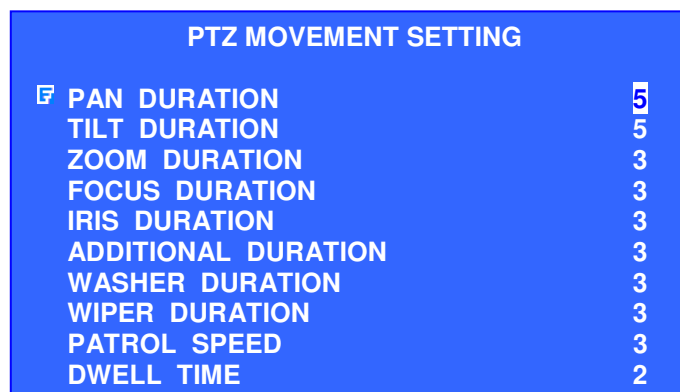 PTZ MOVEMENT SETTING
PAN DURATION 5
TILT DURATION 5
ZOOM DURATION 3
FOCUS DURATION 3
IRIS DURATION 3
ADDITIONAL DURATION 3
WASHER DURATION 3
WIPER DURATION 3
PATROL SPEED 3
DWELL TIME 2